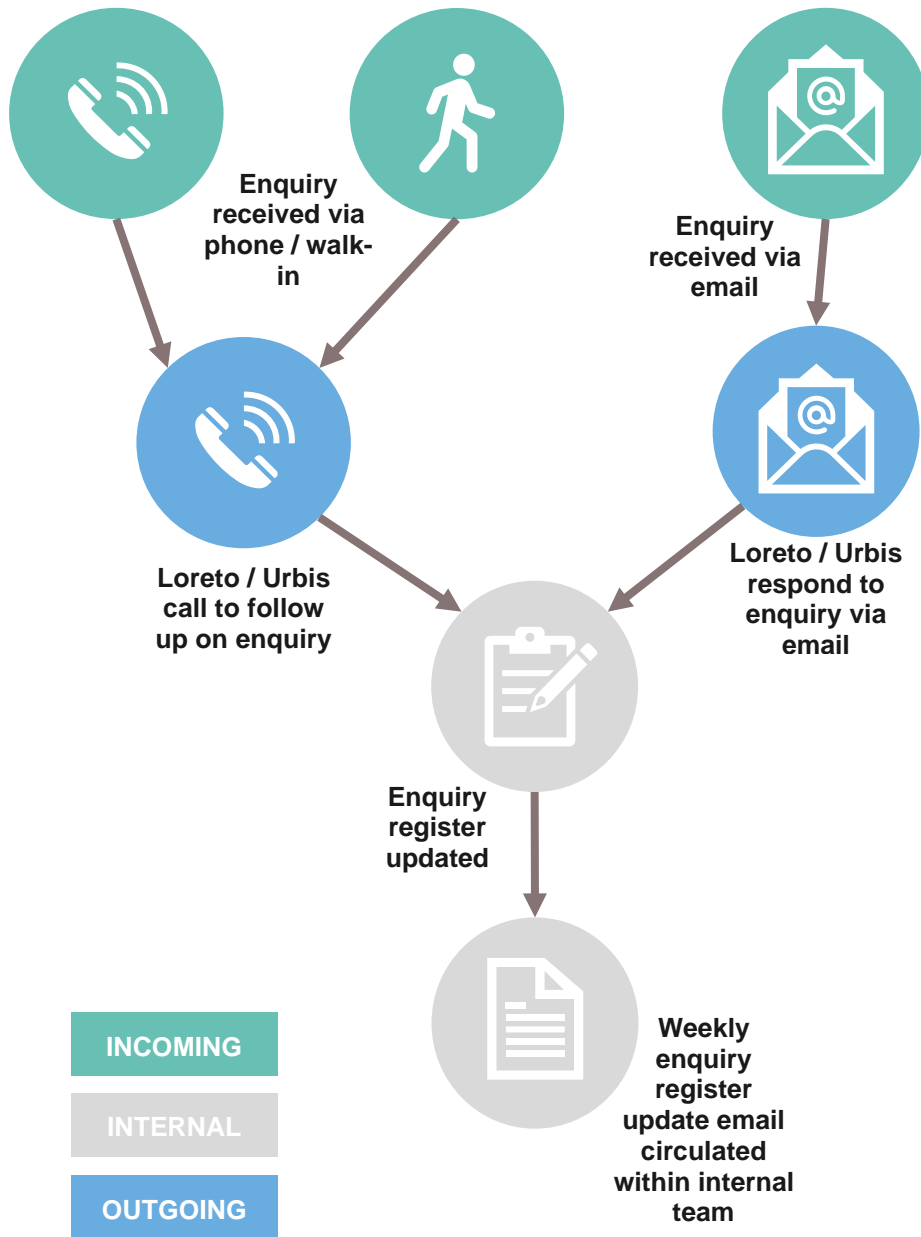 Enquiry
received via
phone / walk-
in
Enquiry
received via
email
Loreto / Urbis
call to follow
up on enquiry
Loreto / Urbis
respond to
enquiry via
email
Enquiry
register
updated
Weekly
enquiry
register
update email
circulated
within internal
team
INCOMING
INTERNAL
OUTGOING